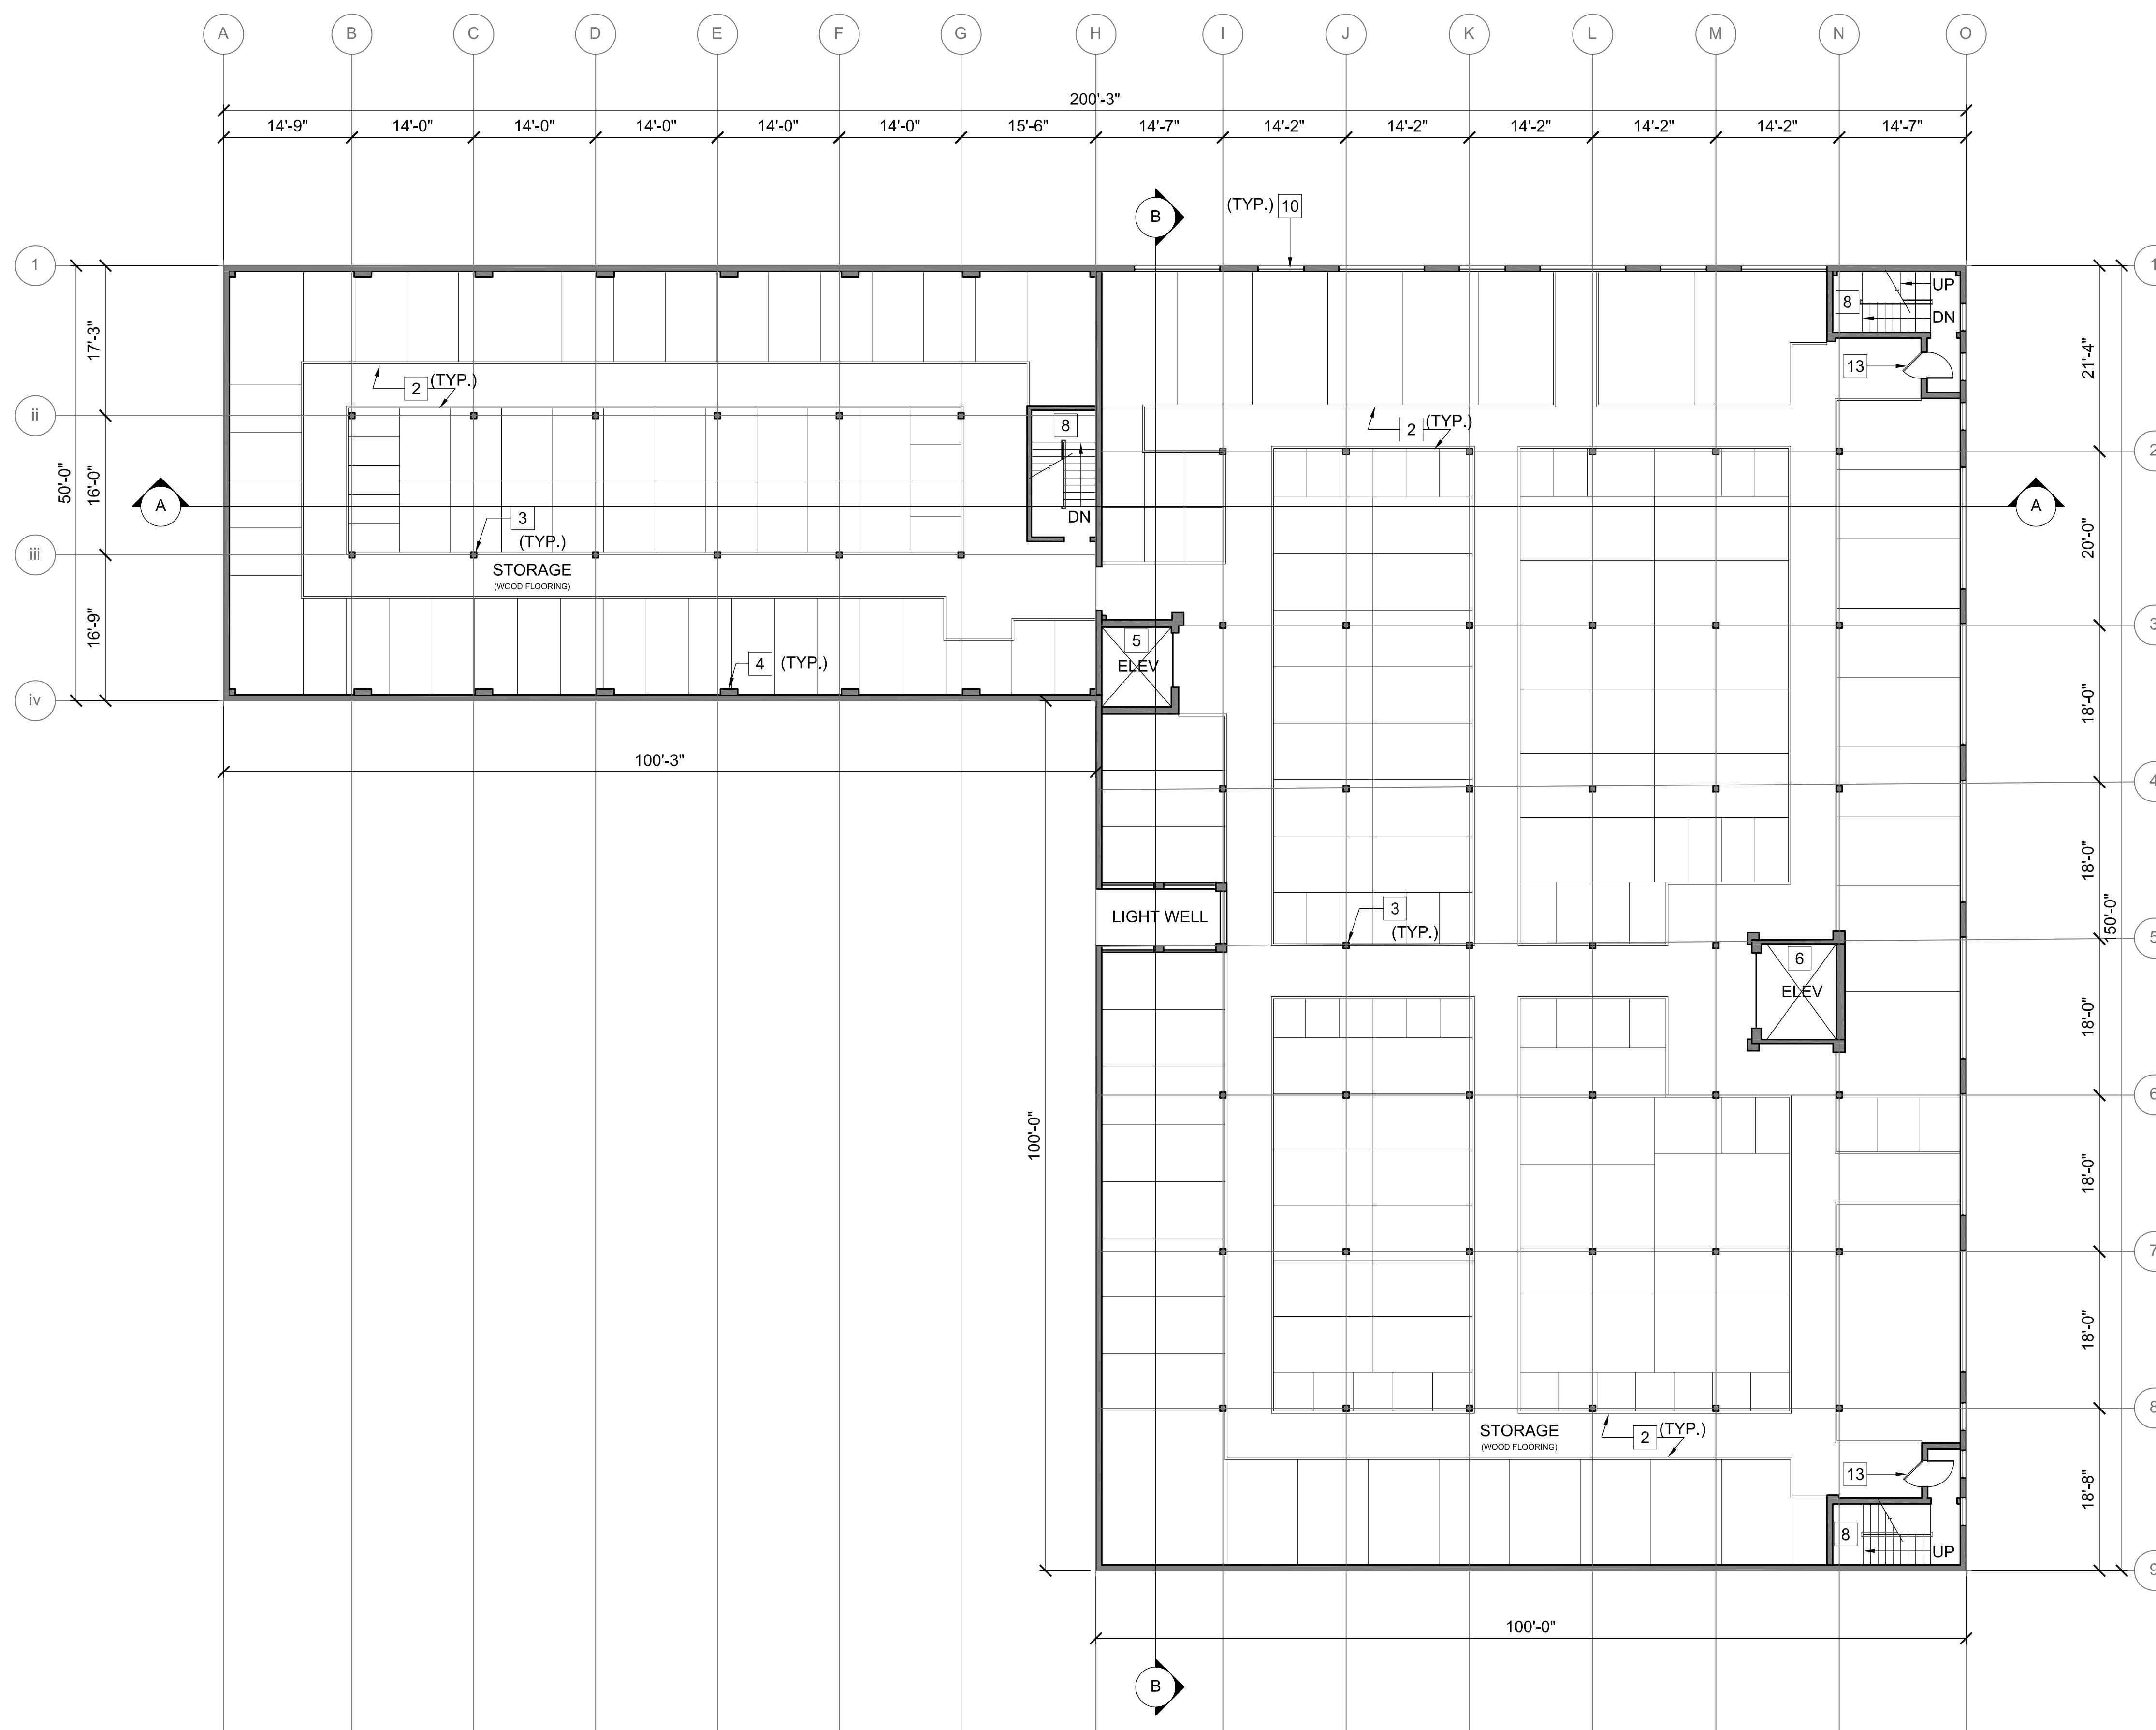 A B C D E F G H I J K L M N O
200'-3"
14'-9" 14'-0" 14'-0" 14'-0" 14'-0" 14'-0" 15'-6" 14'-7" 14'-2" 14'-2" 14'-2" 14'-2" 14'-2" 14'-7"
B
(TYP.) 10
1
1
UP
8
DN
17'-3"
21'-4"
13
2 (TYP.)
ii
8
2 (TYP.)
2
50'-0"
16'-0"
A
A
3
(TYP.)
DN
20'-0"
iii
STORAGE
(WOOD FLOORING)
16'-9"
5
ELEV
3
4 (TYP.)
iv
18'-0"
100'-3"
4
18'-0"
LIGHT WELL
3
(TYP.)
150'-0"
5
6
ELEV
18'-0"
6
100'-0"
18'-0"
7
18'-0"
8
STORAGE
(WOOD FLOORING)
2 (TYP.)
13
18'-8"
8
UP
9
100'-0"
B